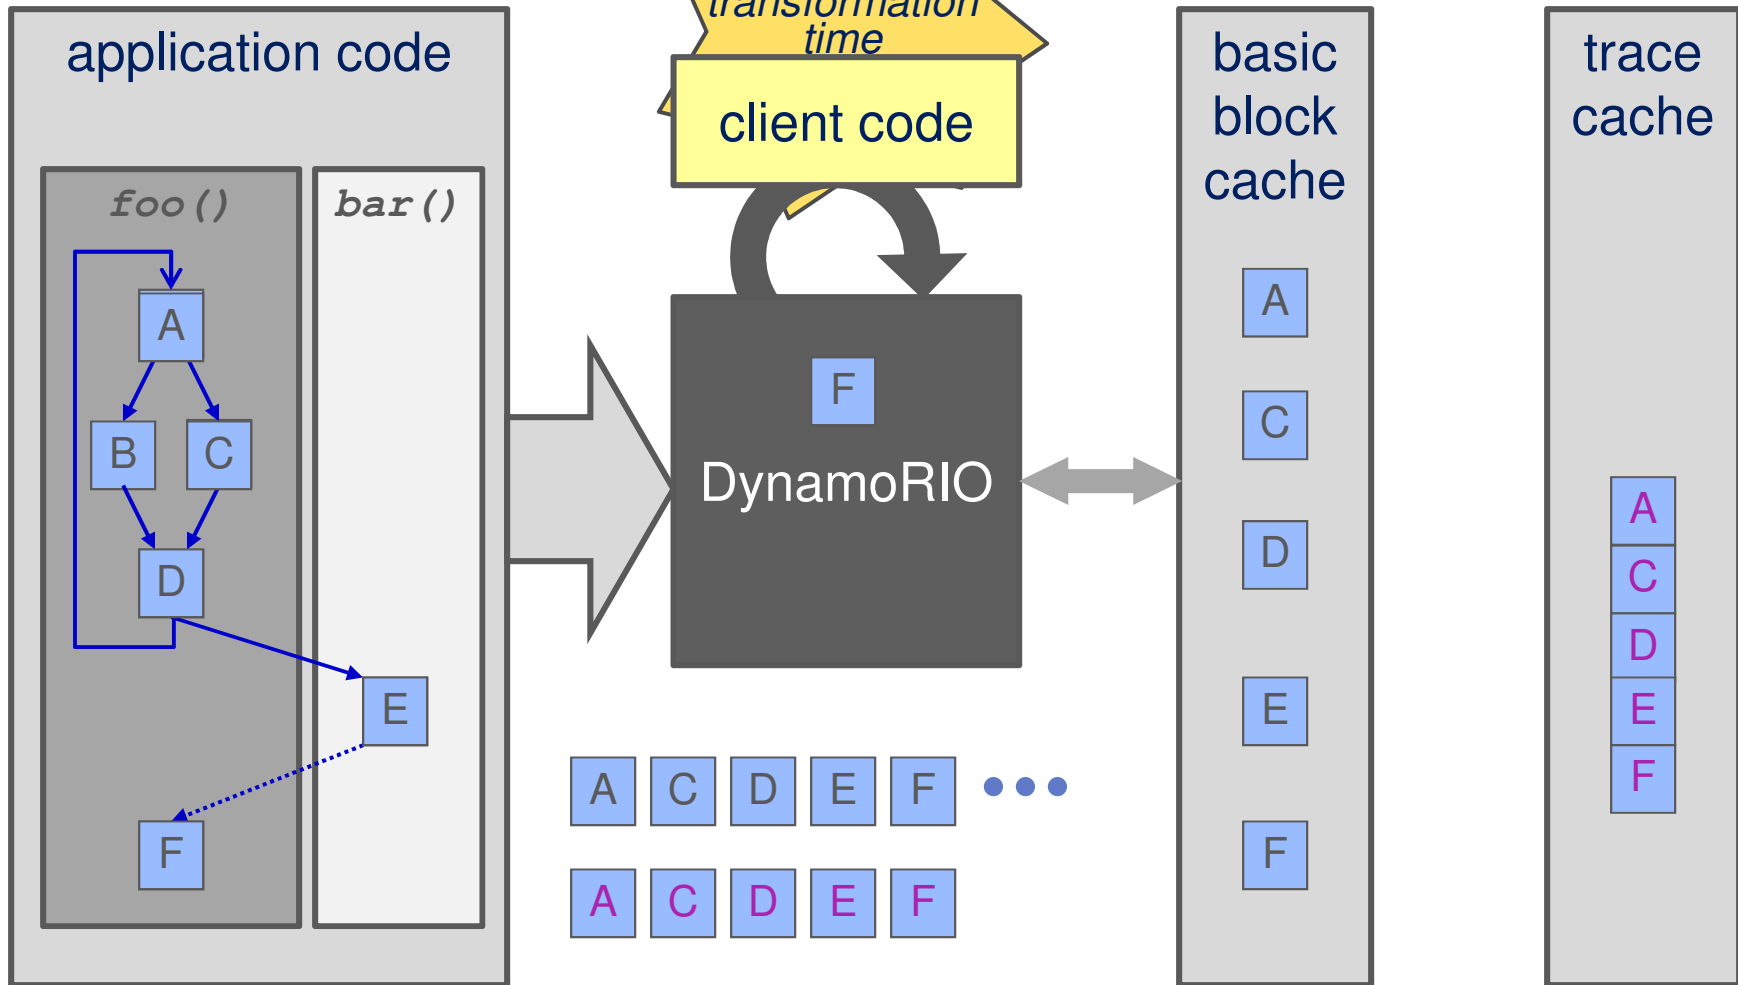 application code
foo()
bar()
A
B
C
D
E
F
transformation
time
client code
F
DynamoRIO
A C D E F
A C D E F
basic
block
cache
A
C
D
E
F
trace
cache
A
C
D
E
F